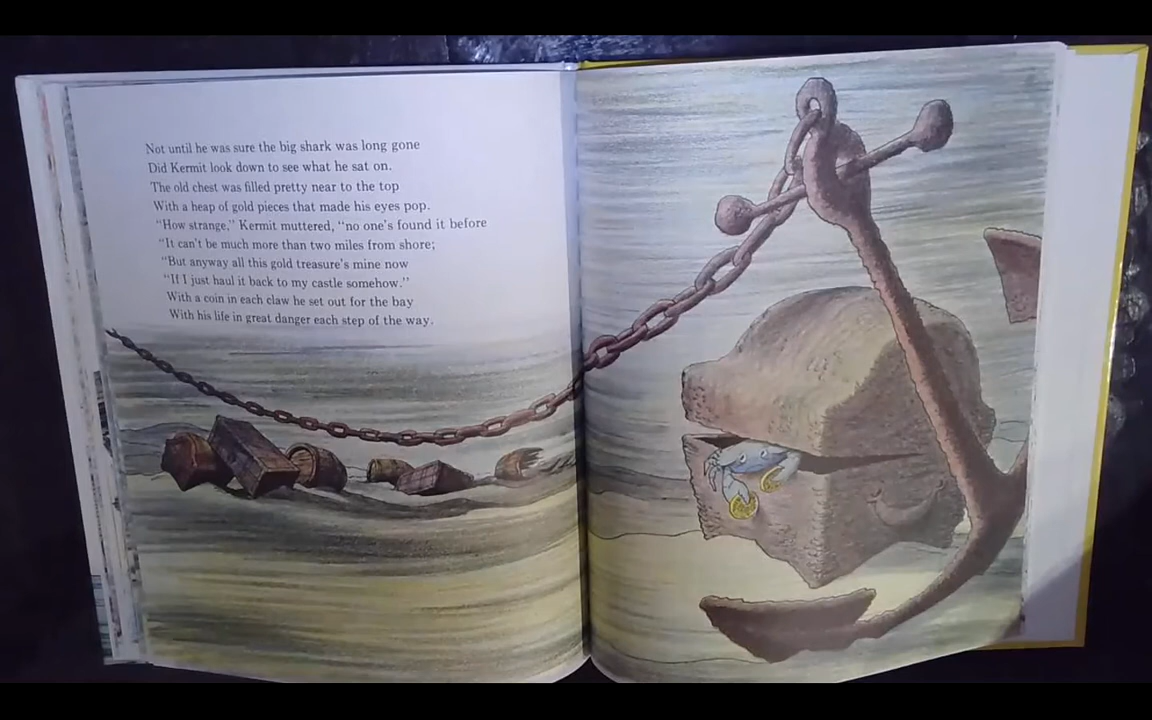 Not until he was sure the big shark was long gone
Did Kermit look down to see what he sat on.
The old chest was filled pretty near to the top
With a heap of gold pieces that made his eyes pop.
"How strange," Kermit muttered, "no one's found it before
"It can't be much more than two miles from shore;
"But anyway all this gold treasure's mine now
"If I just haul it back to my castle somehow."
With a coin in each claw he set out for the bay
With his life in great danger each step of the way.